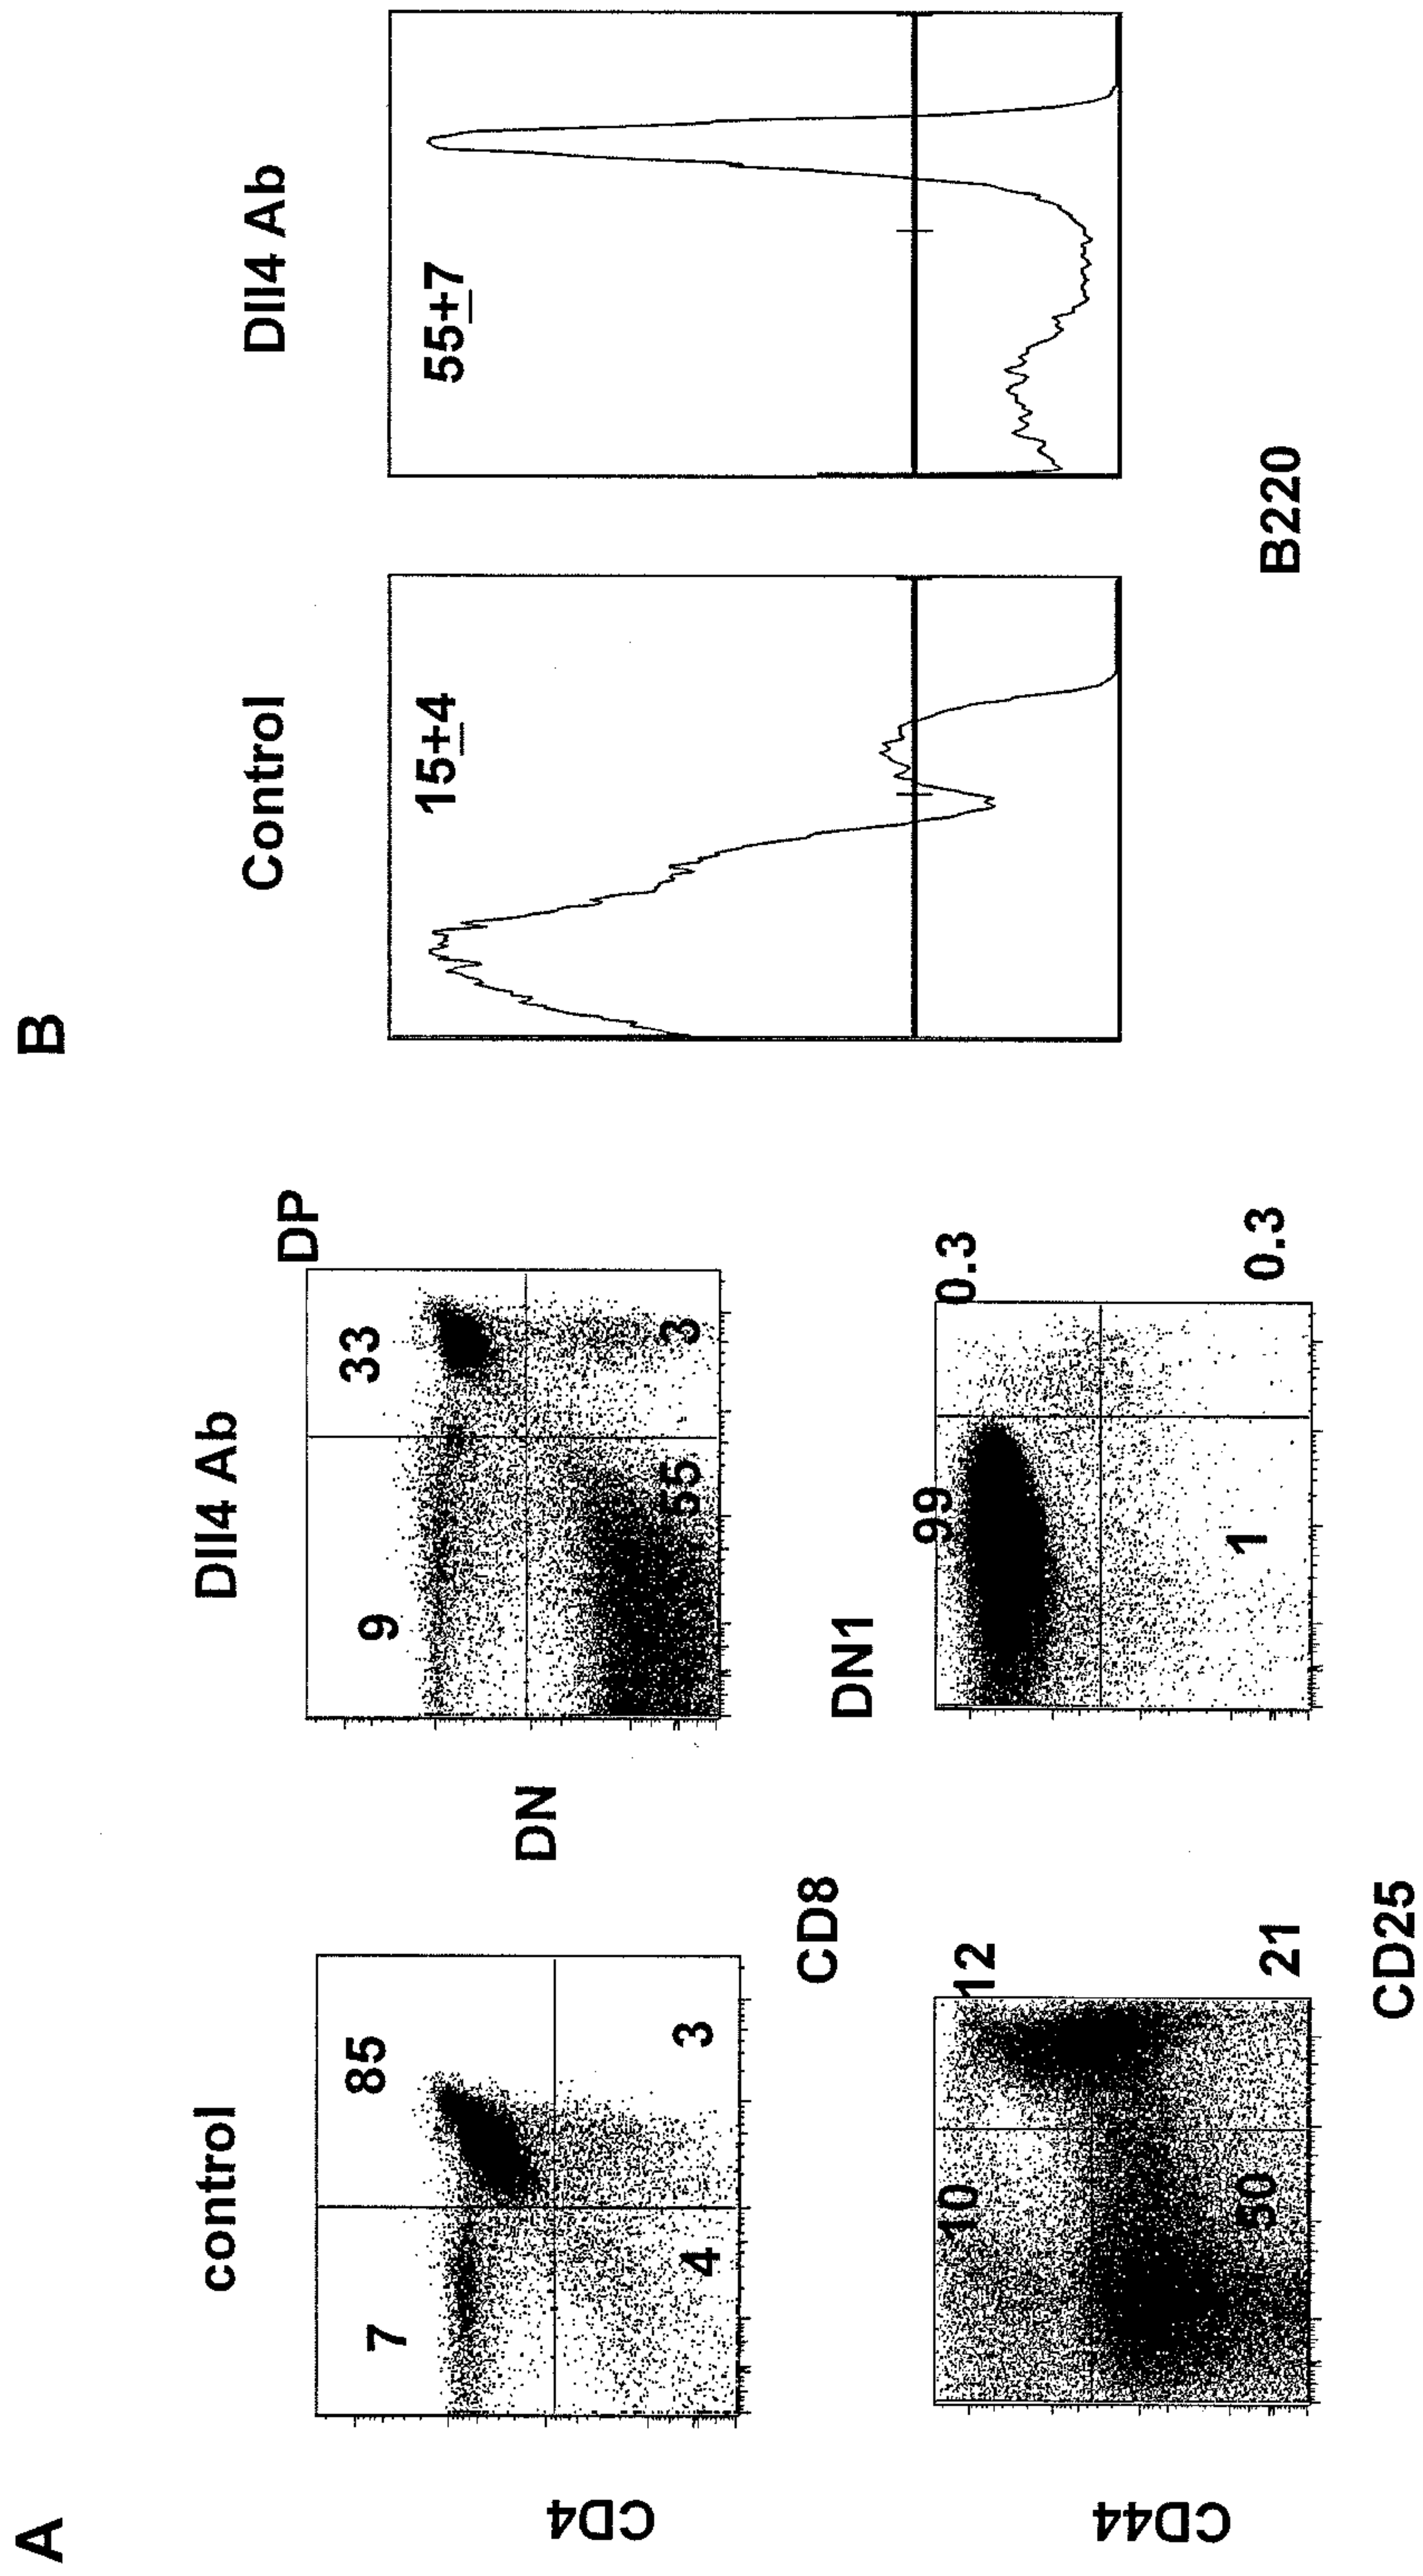 A
control
Dll4 Ab
DP
7
85
4
3
9
33
55
3
CD4
DN
CD8
DN1
10
12
50
21
99
0.3
1
0.3
CD44
CD25
B
Control
Dll4 Ab
15+4
55+7
B220